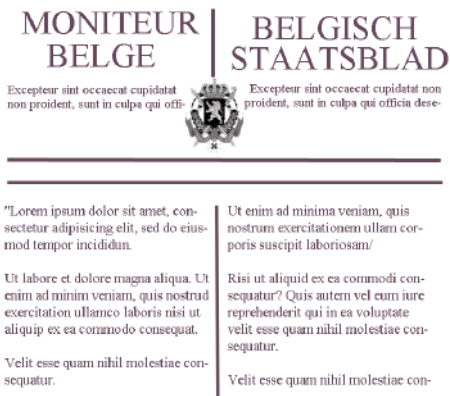 MONITEUR
BELGE
Excepteur sint occaecat cupidatat
non proident, sunt in culpa qui offi-
BELGISCH
STAATSBLAD
Excepteur sint occaecat cupidatat non
proident, sunt in culpa qui officia dese-
"Lorem ipsum dolor sit amet, con-
sectetur adipisicing elit, sed do eius-
mod tempor incididun.
Ut labore et dolore magna aliqua. Ut
enim ad minim veniam, quis nostrud
exercitation ullamco laboris nisi ut
aliquip ex ea commodo consequat.
Velit esse quam nihil molestiae con-
sequatur.
Ut enim ad minima veniam, quis
nostrum exercitationem ullam cor-
poris suscipit laboriosam/
Risi ut aliquid ex ea commodi con-
sequatur? Quis autem vel eum iure
reprehenderit qui in ea voluptate
velit esse quam nihil molestiae con-
sequatur.
Velit esse quam nihil molestiae con-